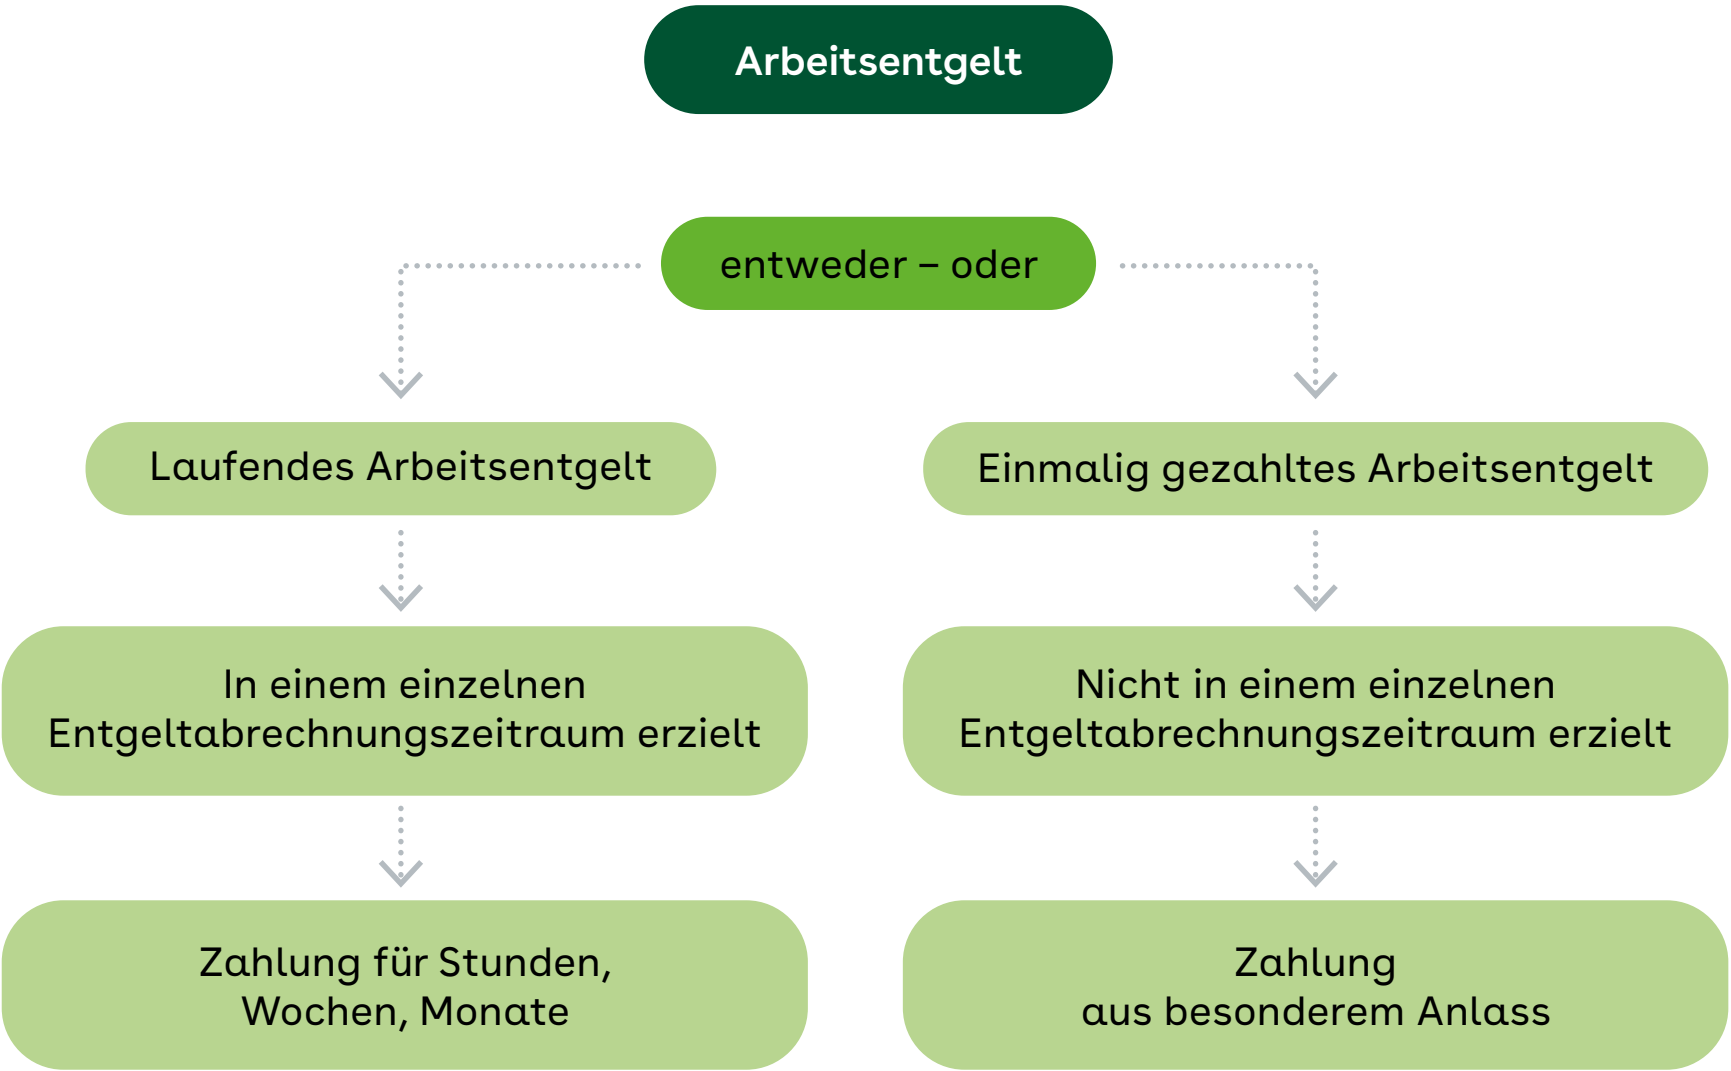 Arbeitsentgelt
entweder – oder
Laufendes Arbeitsentgelt
Einmalig gezahltes Arbeitsentgelt
In einem einzelnen
Entgeltabrechnungszeitraum erzielt
Nicht in einem einzelnen
Entgeltabrechnungszeitraum erzielt
Zahlung für Stunden,
Wochen, Monate
Zahlung
aus besonderem Anlass